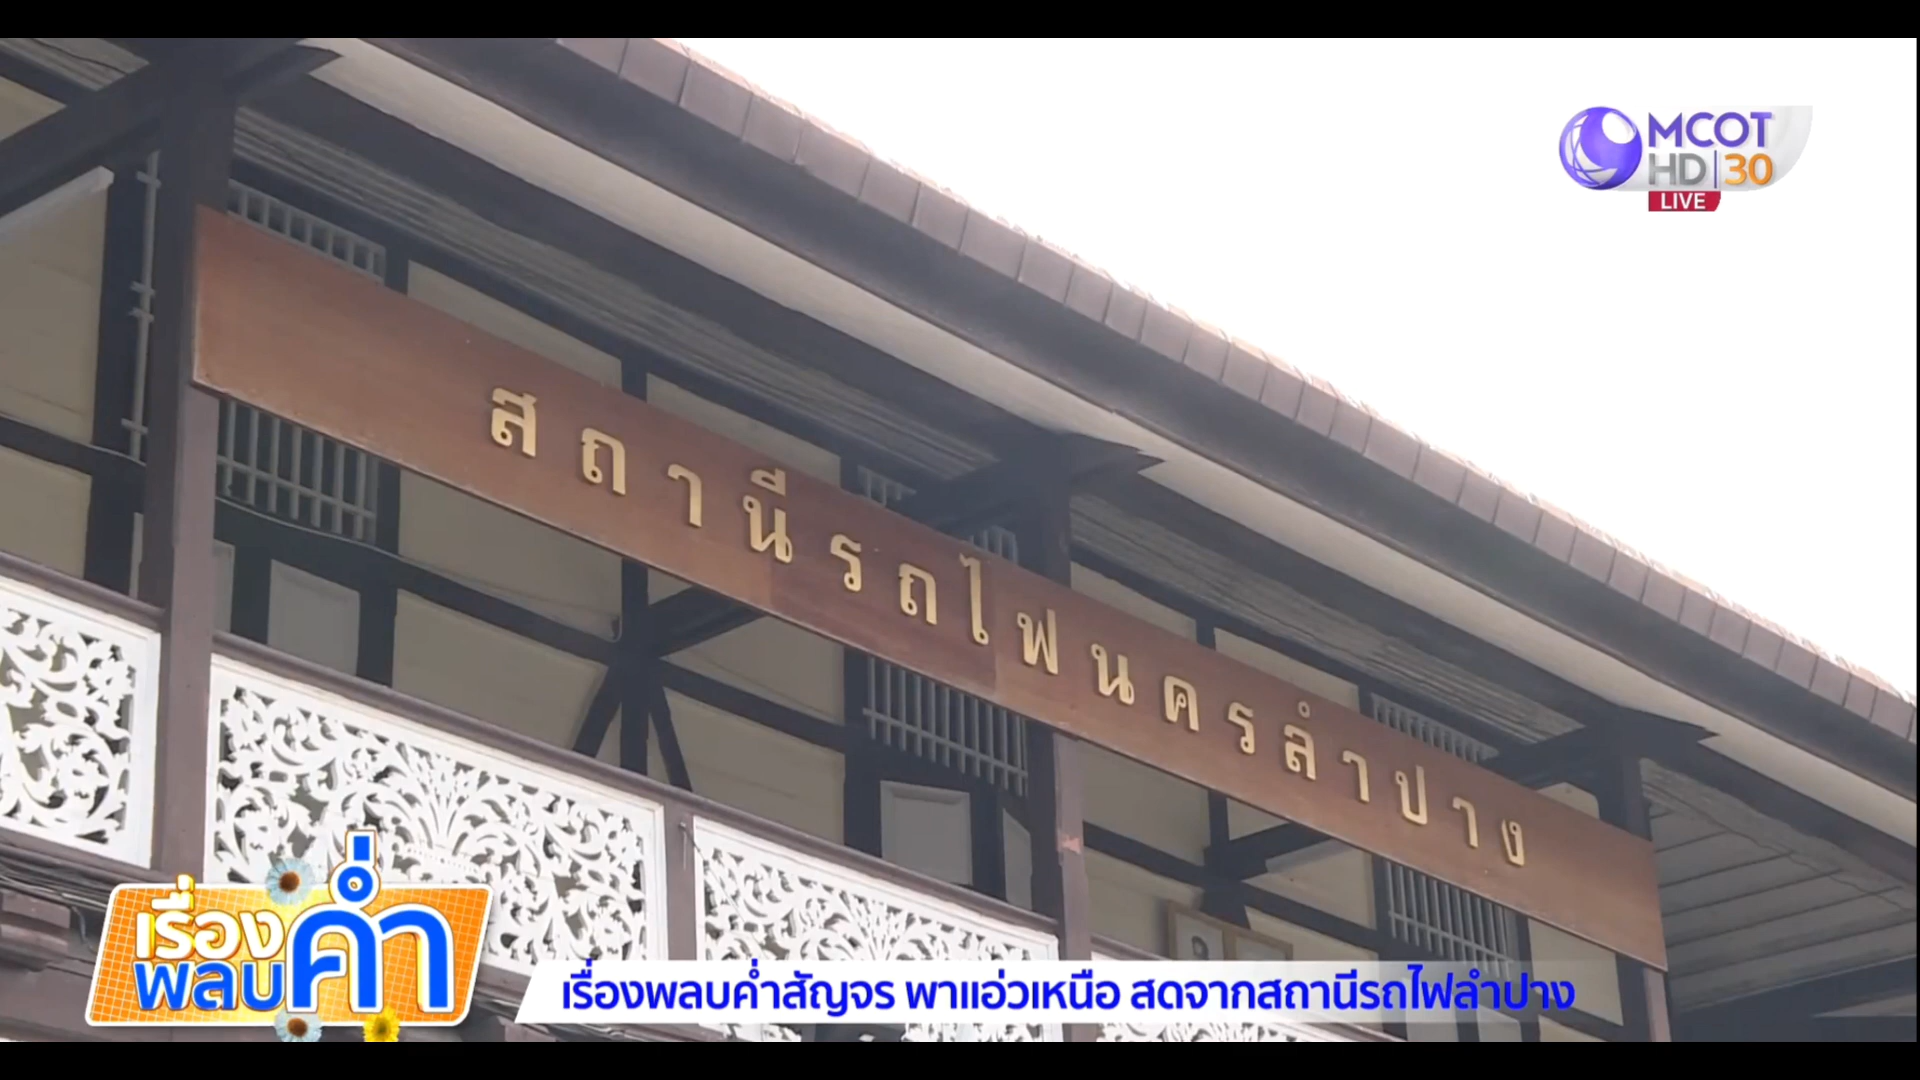 MCOT
HD 30
LIVE
สถานีรถไฟนครลำปาง
เรื่อง
พลบ
ค่ำ
เรื่องพลบค่ำสัญจร พาแอ่วเหนือ สดจากสถานีรถไฟลำปาง